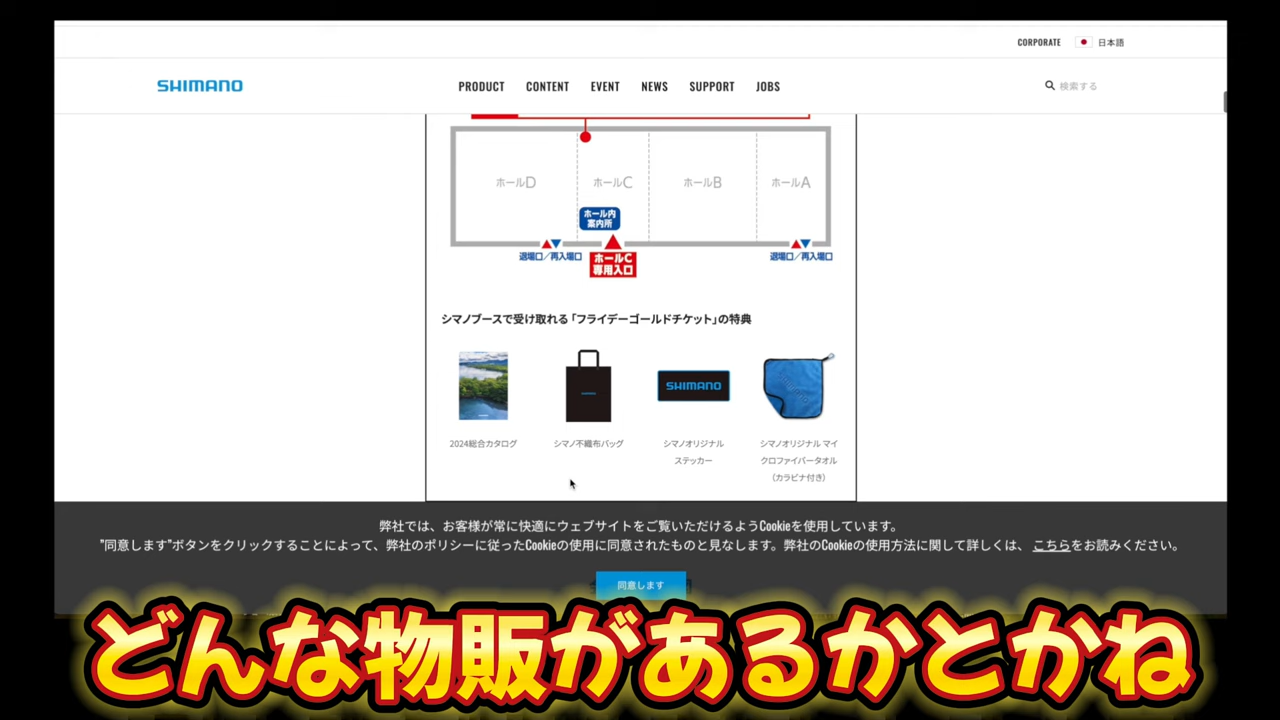 CORPORATE 日本語
SHIMANO PRODUCT CONTENT EVENT NEWS SUPPORT JOBS 検索する
ホールD ホールC ホールB ホールA
ホール内
案内所
退場口／再入場口 ホールC 退場口／再入場口
専用入口
シマノブースで受け取れる「フライデーゴールドチケット」の特典
SHIMANO
2024総合カタログ シマノ不織布バッグ シマノオリジナル シマノオリジナル マイ
ステッカー クロファイバータオル
（カラビナ付き）
弊社では、お客様が常に快適にウェブサイトをご覧いただけるようCookieを使用しています。
"同意します"ボタンをクリックすることによって、弊社のポリシーに従ったCookieの使用に同意されたものと見なします。弊社のCookieの使用方法に関して詳しくは、 こちらをお読みください。
同意します
どんな物販があるかとかね